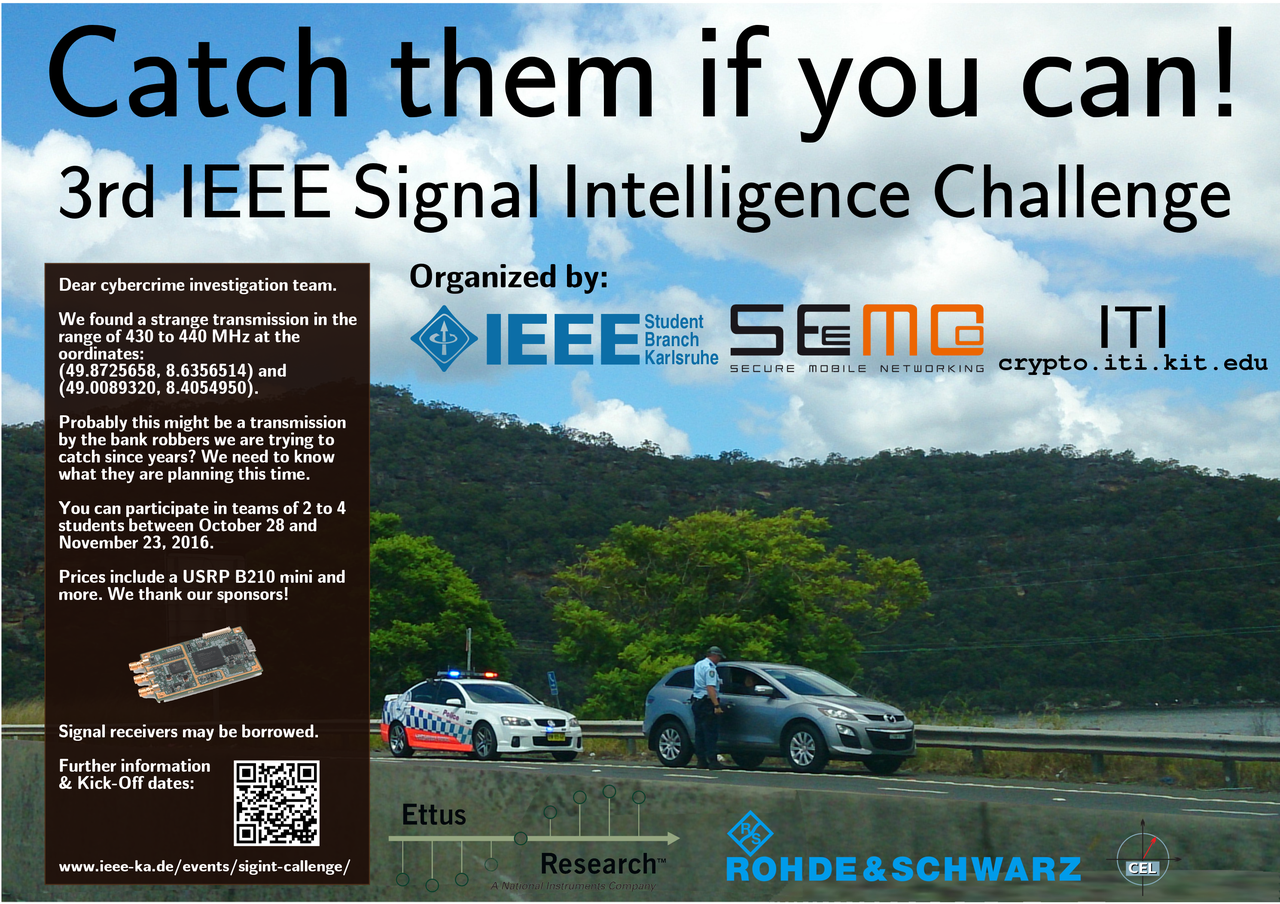 Catch them if you can!
3rd IEEE Signal Intelligence Challenge
Dear cybercrime investigation team.
We found a strange transmission in the
range of 430 to 440 MHz at the
oordinates:
(49.8725658, 8.6356514) and
(49.0089320, 8.4054950).
Probably this might be a transmission
by the bank robbers we are trying to
catch since years? We need to know
what they are planning this time.
You can participate in teams of 2 to 4
students between October 28 and
November 23, 2016.
Prices include a USRP B210 mini and
more. We thank our sponsors!
Signal receivers may be borrowed.
Further information
& Kick-Off dates:
www.ieee-ka.de/events/sigint-callenge/
Organized by:
IEEE Student
Branch
Karlsruhe
SEEMOO
SECURE MOBILE NETWORKING
ITI
crypto.iti.kit.edu
Police
Ettus
Research™
A National Instruments Company
R S
ROHDE&SCHWARZ
CEL